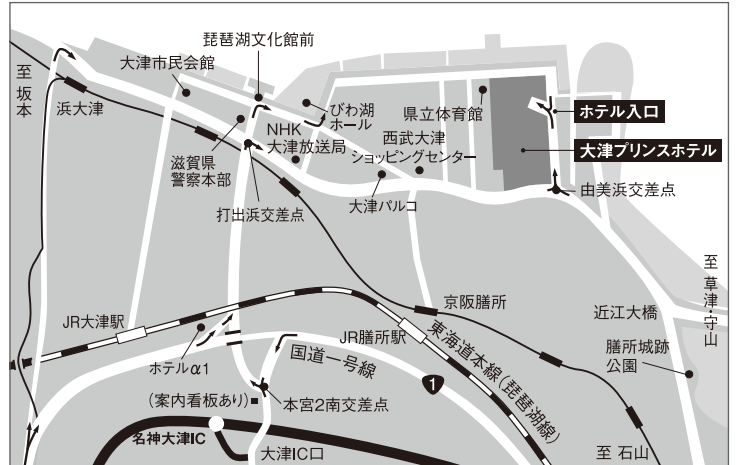 琵琶湖文化館前
大津市民会館
至 坂本
浜大津
びわ湖
ホール
県立体育館
ホテル入口
NHK
大津放送局
西武大津
ショッピングセンター
大津プリンスホテル
滋賀県
警察本部
由美浜交差点
打出浜交差点
大津パルコ
至 草津・守山
京阪膳所
近江大橋
JR大津駅
JR膳所駅
東海道本線(琵琶湖線)
膳所城跡
公園
ホテルα1
国道一号線
1
(案内看板あり)
本宮2南交差点
名神大津IC
大津IC口
至 石山